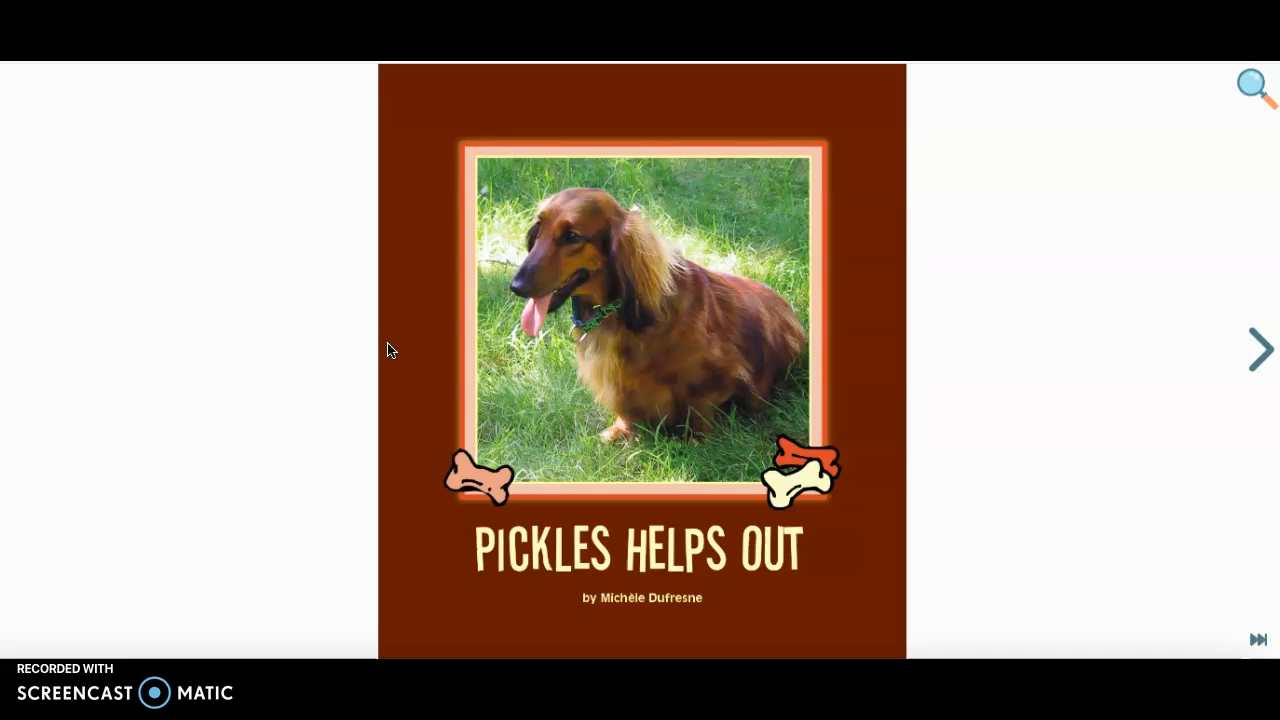 PICKLES HELPS OUT
by Michèle Dufresne
RECORDED WITH
SCREENCAST MATIC